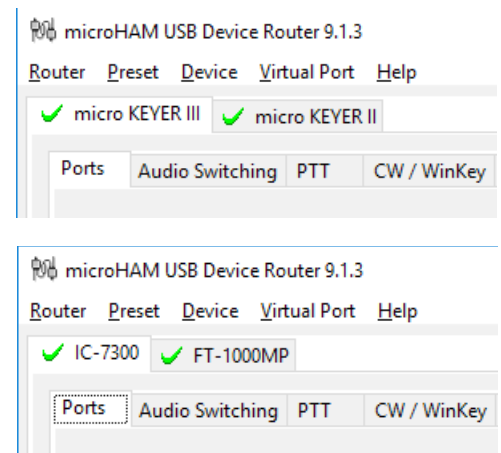 microHAM USB Device Router 9.1.3
Router Preset Device Virtual Port Help
micro KEYER III micro KEYER II
Ports Audio Switching PTT CW / WinKey
microHAM USB Device Router 9.1.3
Router Preset Device Virtual Port Help
IC-7300 FT-1000MP
Ports Audio Switching PTT CW / WinKey